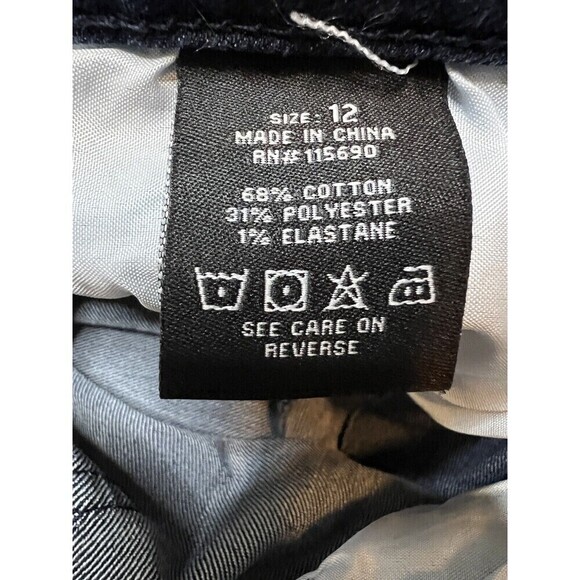 SIZE: 12
MADE IN CHINA
RN# 115690
68% COTTON
31% POLYESTER
1% ELASTANE
SEE CARE ON
REVERSE